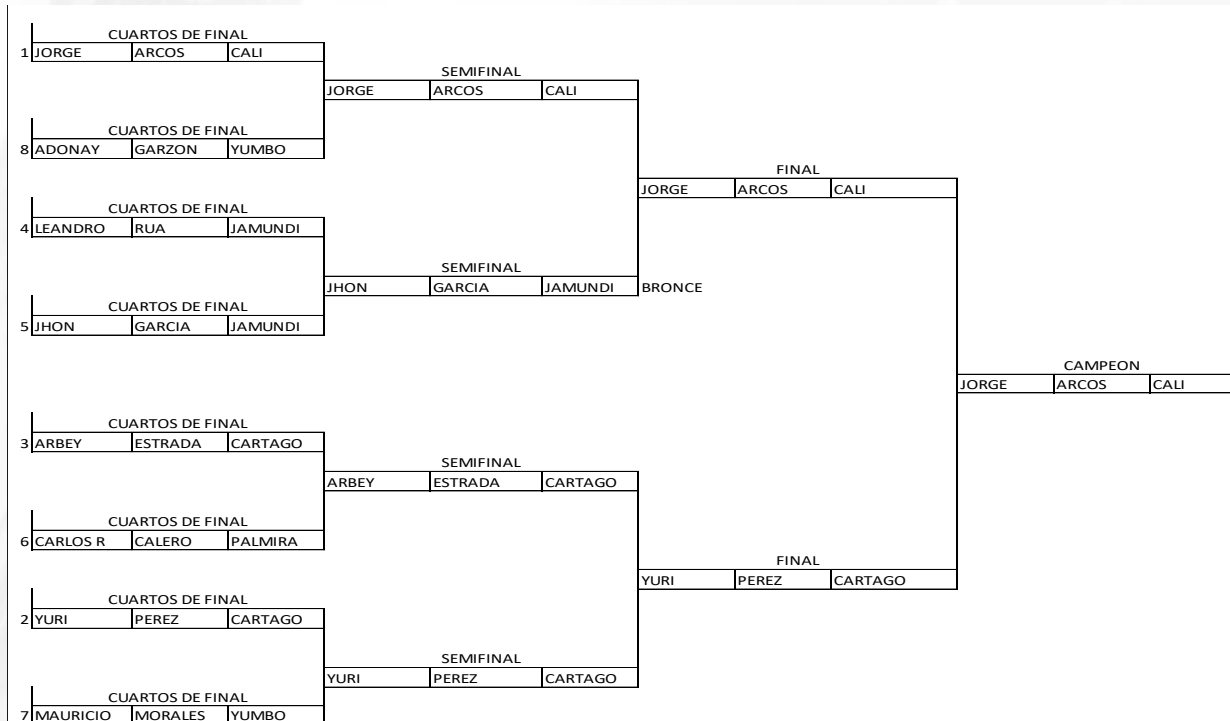 CUARTOS DE FINAL
1 JORGE ARCOS CALI
SEMIFINAL
JORGE ARCOS CALI
CUARTOS DE FINAL
8 ADONAY GARZON YUMBO
FINAL
JORGE ARCOS CALI
CUARTOS DE FINAL
4 LEANDRO RUA JAMUNDI
SEMIFINAL
JHON GARCIA JAMUNDI BRONCE
CUARTOS DE FINAL
5 JHON GARCIA JAMUNDI
CAMPEON
JORGE ARCOS CALI
CUARTOS DE FINAL
3 ARBEY ESTRADA CARTAGO
SEMIFINAL
ARBEY ESTRADA CARTAGO
CUARTOS DE FINAL
6 CARLOS R CALERO PALMIRA
FINAL
YURI PEREZ CARTAGO
CUARTOS DE FINAL
2 YURI PEREZ CARTAGO
SEMIFINAL
YURI PEREZ CARTAGO
CUARTOS DE FINAL
7 MAURICIO MORALES YUMBO